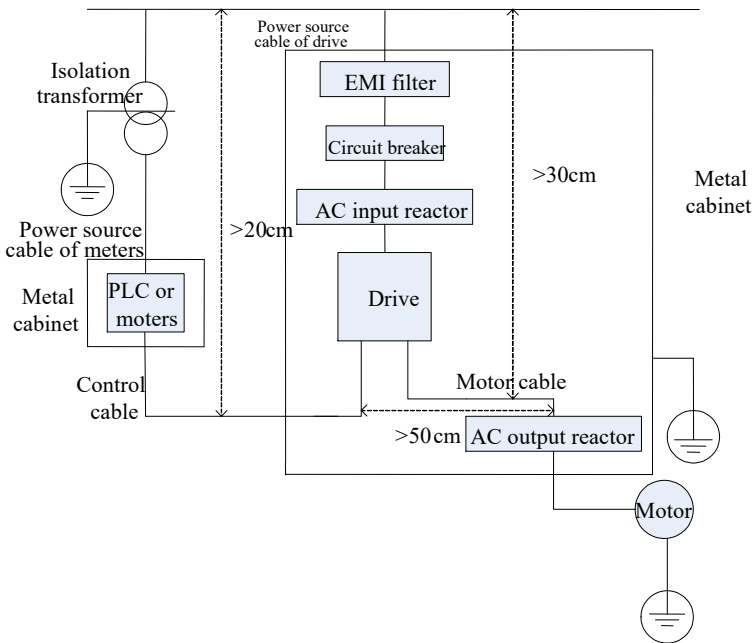 Power source
cable of drive
Isolation
transformer
EMI filter
Circuit breaker
>30cm
Metal
cabinet
AC input reactor
>20cm
Power source
cable of meters
PLC or
moters
Metal
cabinet
Drive
Control
cable
Motor cable
>50cm
AC output reactor
Motor